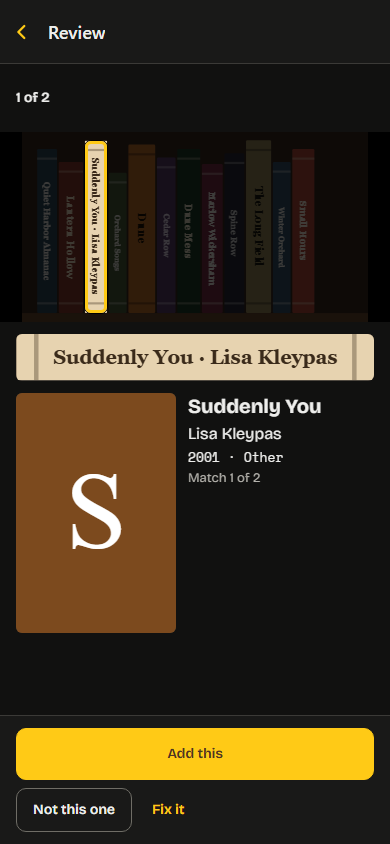 Review
1 of 2
Quiet Harbor Almanac
Lantern Hollow
Suddenly You · Lisa Kleypas
Orchard Songs
Dune
Cedar Row
Dune Mess
Marlow Widersham
Spine Row
The Long Field
Winter Orchard
Small Hours
Suddenly You · Lisa Kleypas
S
Suddenly You
Lisa Kleypas
2001 · Other
Match 1 of 2
Add this
Not this one
Fix it